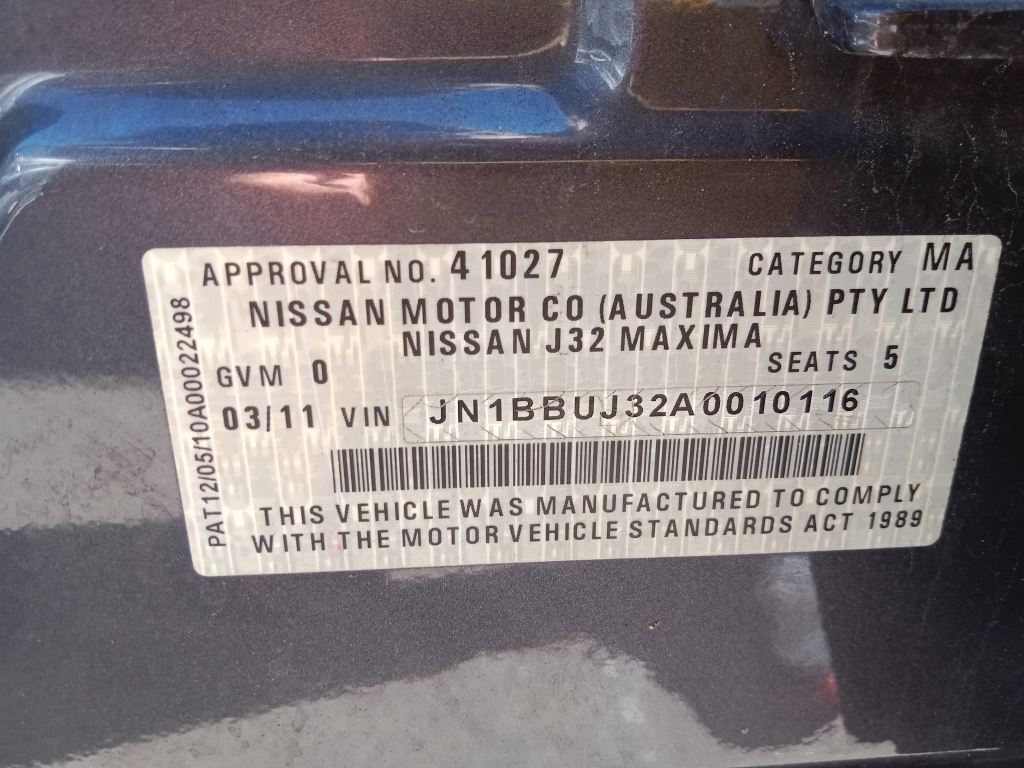 APPROVAL NO. 41027 CATEGORY MA
NISSAN MOTOR CO (AUSTRALIA) PTY LTD
NISSAN J32 MAXIMA
GVM 0 SEATS 5
03/11 VIN JN1BBUJ32A0010116
THIS VEHICLE WAS MANUFACTURED TO COMPLY
WITH THE MOTOR VEHICLE STANDARDS ACT 1989
PAT12/05/10A00022498